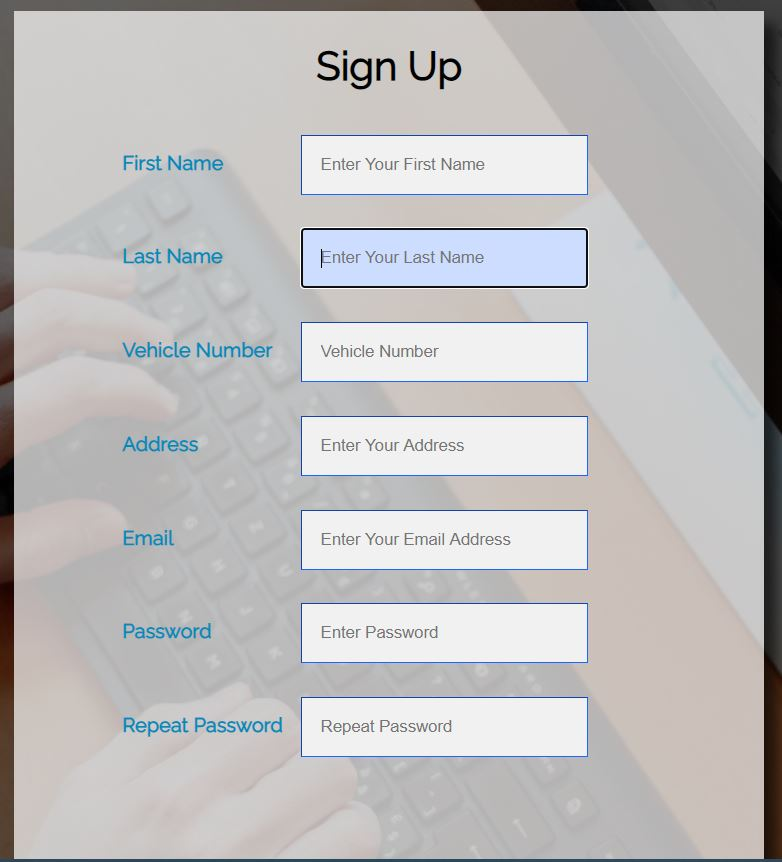 Sign Up
First Name Enter Your First Name
Last Name Enter Your Last Name
Vehicle Number Vehicle Number
Address Enter Your Address
Email Enter Your Email Address
Password Enter Password
Repeat Password Repeat Password